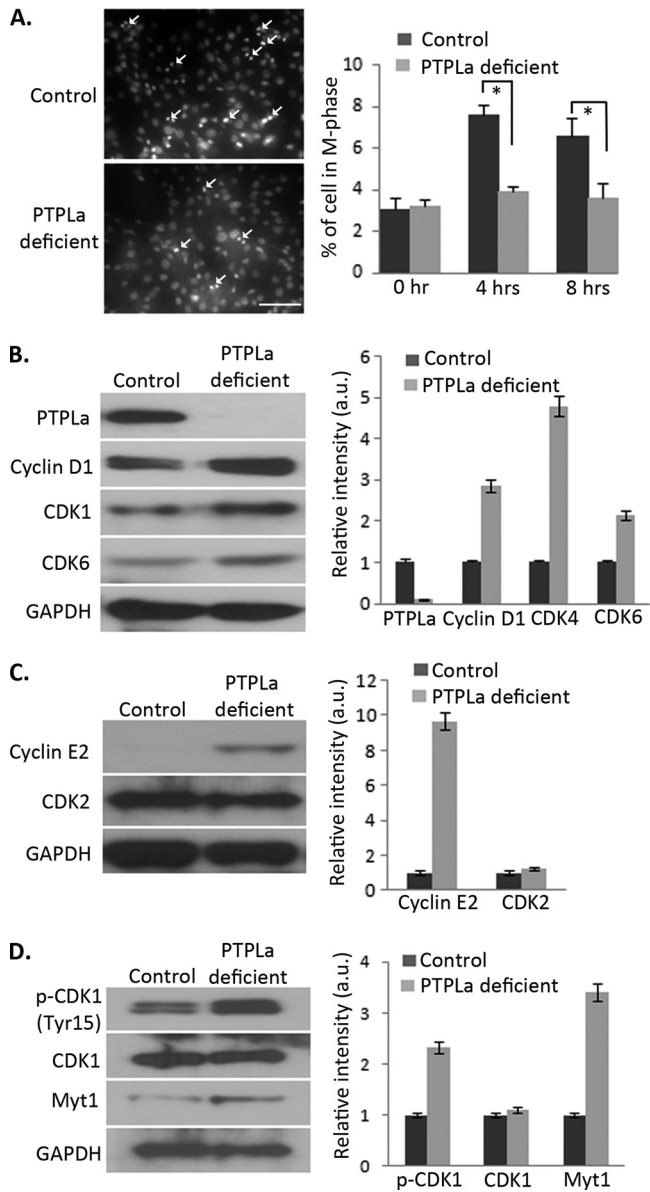 A.
Control
PTPLa
deficient
Control
PTPLa deficient
% of cell in M-phase
10
8
6
4
2
0
*
*
0 hr 4 hrs 8 hrs
B.
Control PTPLa
deficient
PTPLa
Cyclin D1
CDK1
CDK6
GAPDH
Control
PTPLa deficient
Relative intensity (a.u.)
6
5
4
3
2
1
0
PTPLa Cyclin D1 CDK4 CDK6
C.
Control PTPLa
deficient
Cyclin E2
CDK2
GAPDH
Control
PTPLa deficient
Relative intensity (a.u.)
12
10
8
6
4
2
0
Cyclin E2 CDK2
D.
Control PTPLa
deficient
p-CDK1
(Tyr15)
CDK1
Myt1
GAPDH
Control
PTPLa deficient
Relative intensity (a.u.)
4
3
2
1
0
p-CDK1 CDK1 Myt1